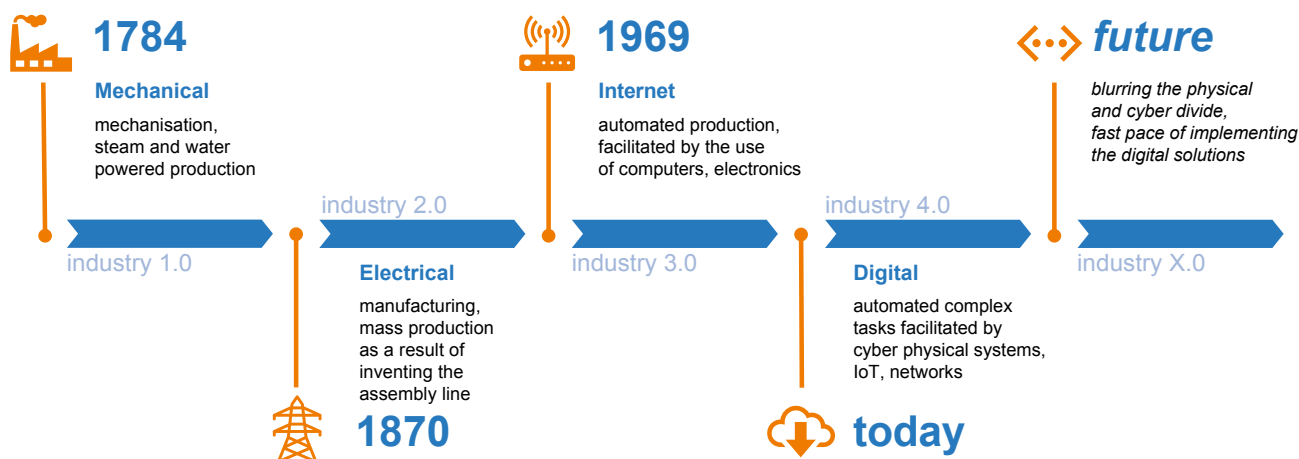 1784
Mechanical
mechanisation,
steam and water
powered production
industry 1.0
industry 2.0
Electrical
manufacturing,
mass production
as a result of
inventing the
assembly line
1870
1969
Internet
automated production,
facilitated by the use
of computers, electronics
industry 3.0
industry 4.0
Digital
automated complex
tasks facilitated by
cyber physical systems,
IoT, networks
today
future
blurring the physical
and cyber divide,
fast pace of implementing
the digital solutions
industry X.0